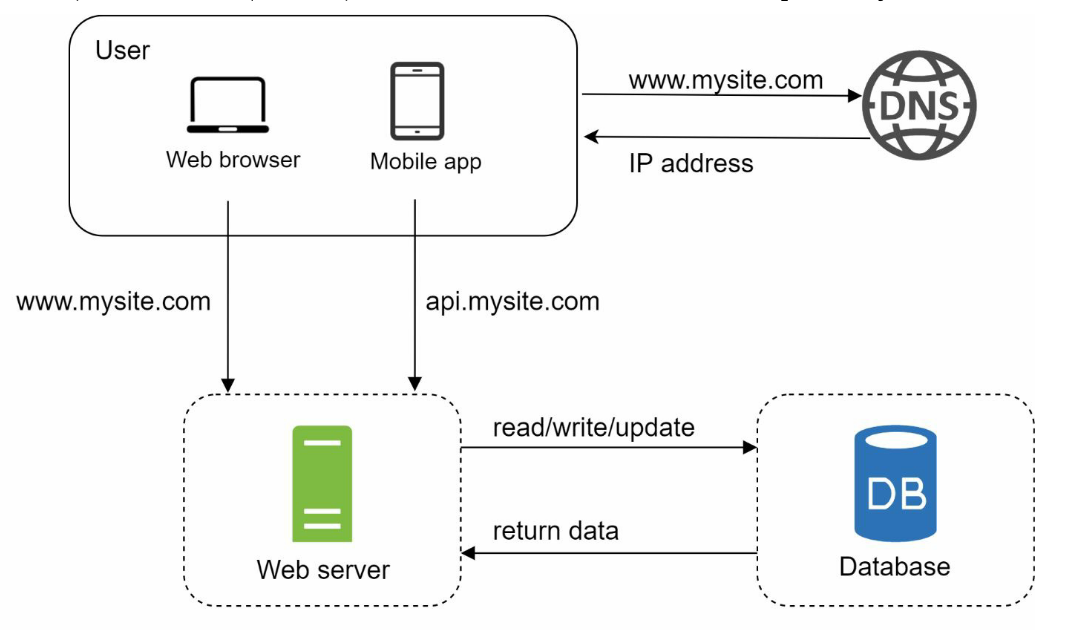 User
Web browser
Mobile app
www.mysite.com
DNS
IP address
www.mysite.com
api.mysite.com
read/write/update
return data
Web server
DB
Database